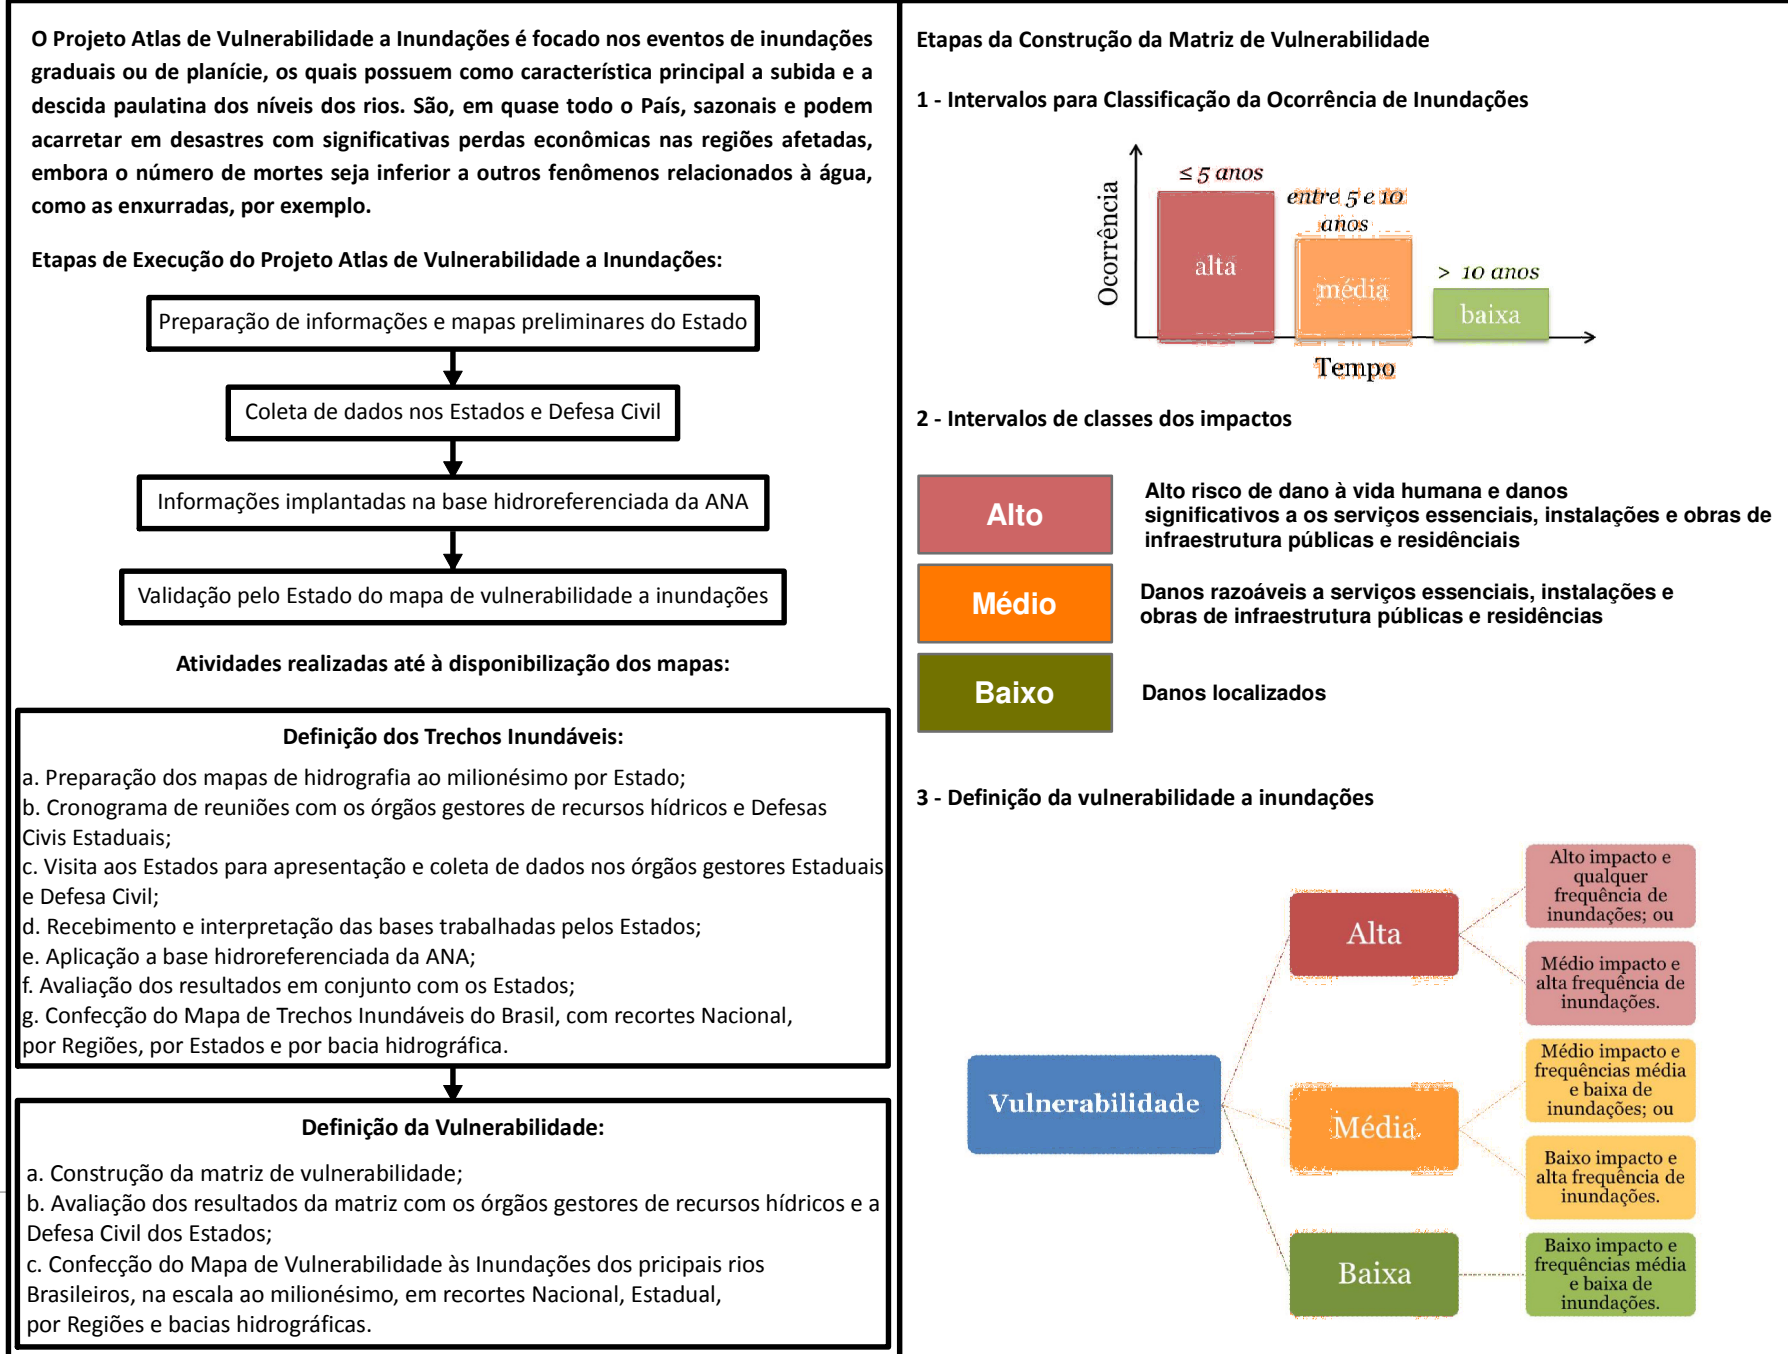 O Projeto Atlas de Vulnerabilidade a Inundações é focado nos eventos de inundações
graduais ou de planície, os quais possuem como característica principal a subida e a
descida paulatina dos níveis dos rios. São, em quase todo o País, sazonais e podem
acarretar em desastres com significativas perdas econômicas nas regiões afetadas,
embora o número de mortes seja inferior a outros fenômenos relacionados à água,
como as enxurradas, por exemplo.
Etapas de Execução do Projeto Atlas de Vulnerabilidade a Inundações:
Preparação de informações e mapas preliminares do Estado
Coleta de dados nos Estados e Defesa Civil
Informações implantadas na base hidroreferenciada da ANA
Validação pelo Estado do mapa de vulnerabilidade a inundações
Atividades realizadas até à disponibilização dos mapas:
Definição dos Trechos Inundáveis:
a. Preparação dos mapas de hidrografia ao milionésimo por Estado;
b. Cronograma de reuniões com os órgãos gestores de recursos hídricos e Defesas
Civis Estaduais;
c. Visita aos Estados para apresentação e coleta de dados nos órgãos gestores Estaduais
e Defesa Civil;
d. Recebimento e interpretação das bases trabalhadas pelos Estados;
e. Aplicação a base hidroreferenciada da ANA;
f. Avaliação dos resultados em conjunto com os Estados;
g. Confecção do Mapa de Trechos Inundáveis do Brasil, com recortes Nacional,
por Regiões, por Estados e por bacia hidrográfica.
Definição da Vulnerabilidade:
a. Construção da matriz de vulnerabilidade;
b. Avaliação dos resultados da matriz com os órgãos gestores de recursos hídricos e a
Defesa Civil dos Estados;
c. Confecção do Mapa de Vulnerabilidade às Inundações dos pricipais rios
Brasileiros, na escala ao milionésimo, em recortes Nacional, Estadual,
por Regiões e bacias hidrográficas.
Etapas da Construção da Matriz de Vulnerabilidade
1 - Intervalos para Classificação da Ocorrência de Inundações
Ocorrência
≤ 5 anos
alta
entre 5 e 10
anos
média
> 10 anos
baixa
Tempo
2 - Intervalos de classes dos impactos
Alto
Alto risco de dano à vida humana e danos
significativos a os serviços essenciais, instalações e obras de
infraestrutura públicas e residênciais
Médio
Danos razoáveis a serviços essenciais, instalações e
obras de infraestrutura públicas e residências
Baixo
Danos localizados
3 - Definição da vulnerabilidade a inundações
Vulnerabilidade
Alta
Alto impacto e
qualquer
frequência de
inundações; ou
Médio impacto e
alta frequência de
inundações.
Média
Médio impacto e
frequências média
e baixa de
inundações; ou
Baixo impacto e
alta frequência de
inundações.
Baixa
Baixo impacto e
frequências média
e baixa de
inundações.